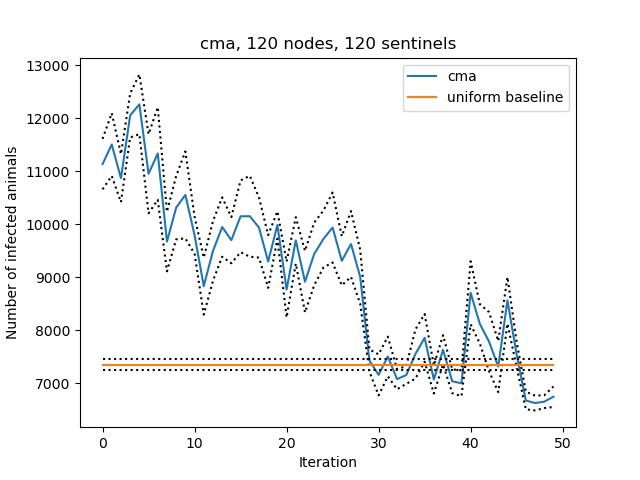 cma, 120 nodes, 120 sentinels
cma
uniform baseline
Number of infected animals
13000
12000
11000
10000
9000
8000
7000
0 10 20 30 40 50
Iteration